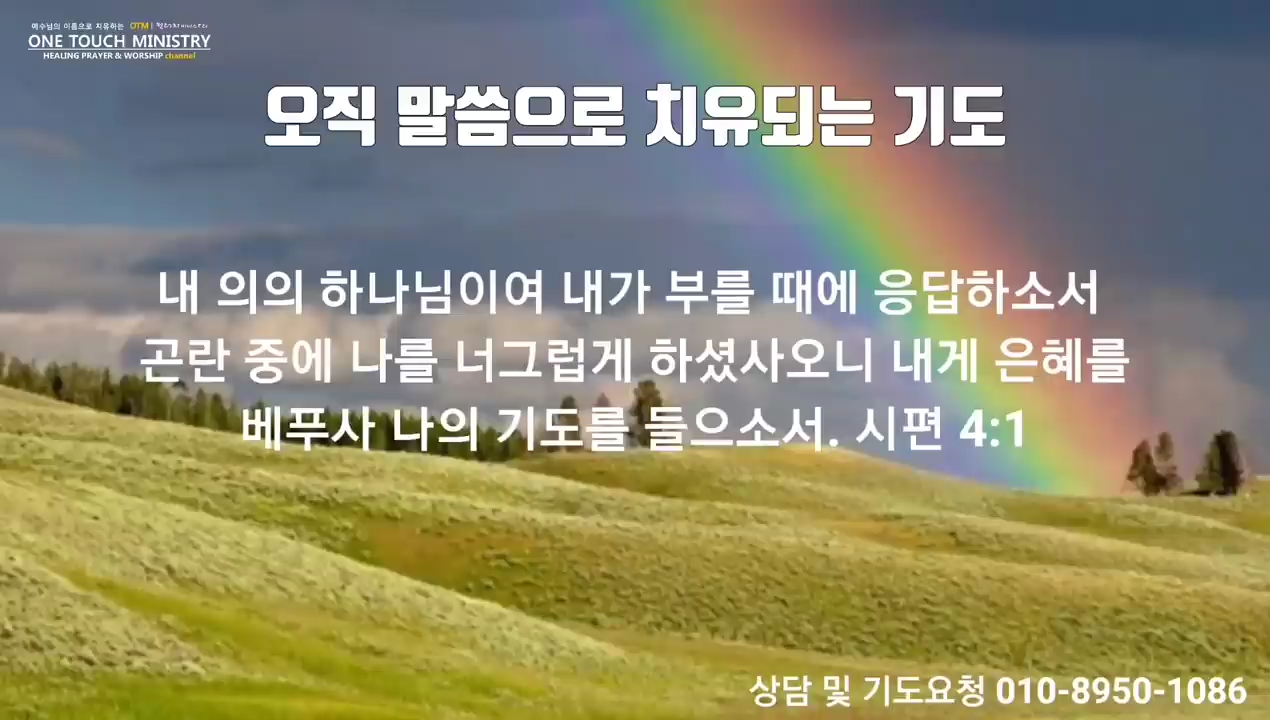 예수님의 이름으로 치유하는 OTM |
ONE TOUCH MINISTRY
HEALING PRAYER & WORSHIP channel
오직 말씀으로 치유되는 기도
내 의의 하나님이여 내가 부를 때에 응답하소서
곤란 중에 나를 너그럽게 하셨사오니 내게 은혜를
베푸사 나의 기도를 들으소서. 시편 4:1
상담 및 기도요청 010-8950-1086